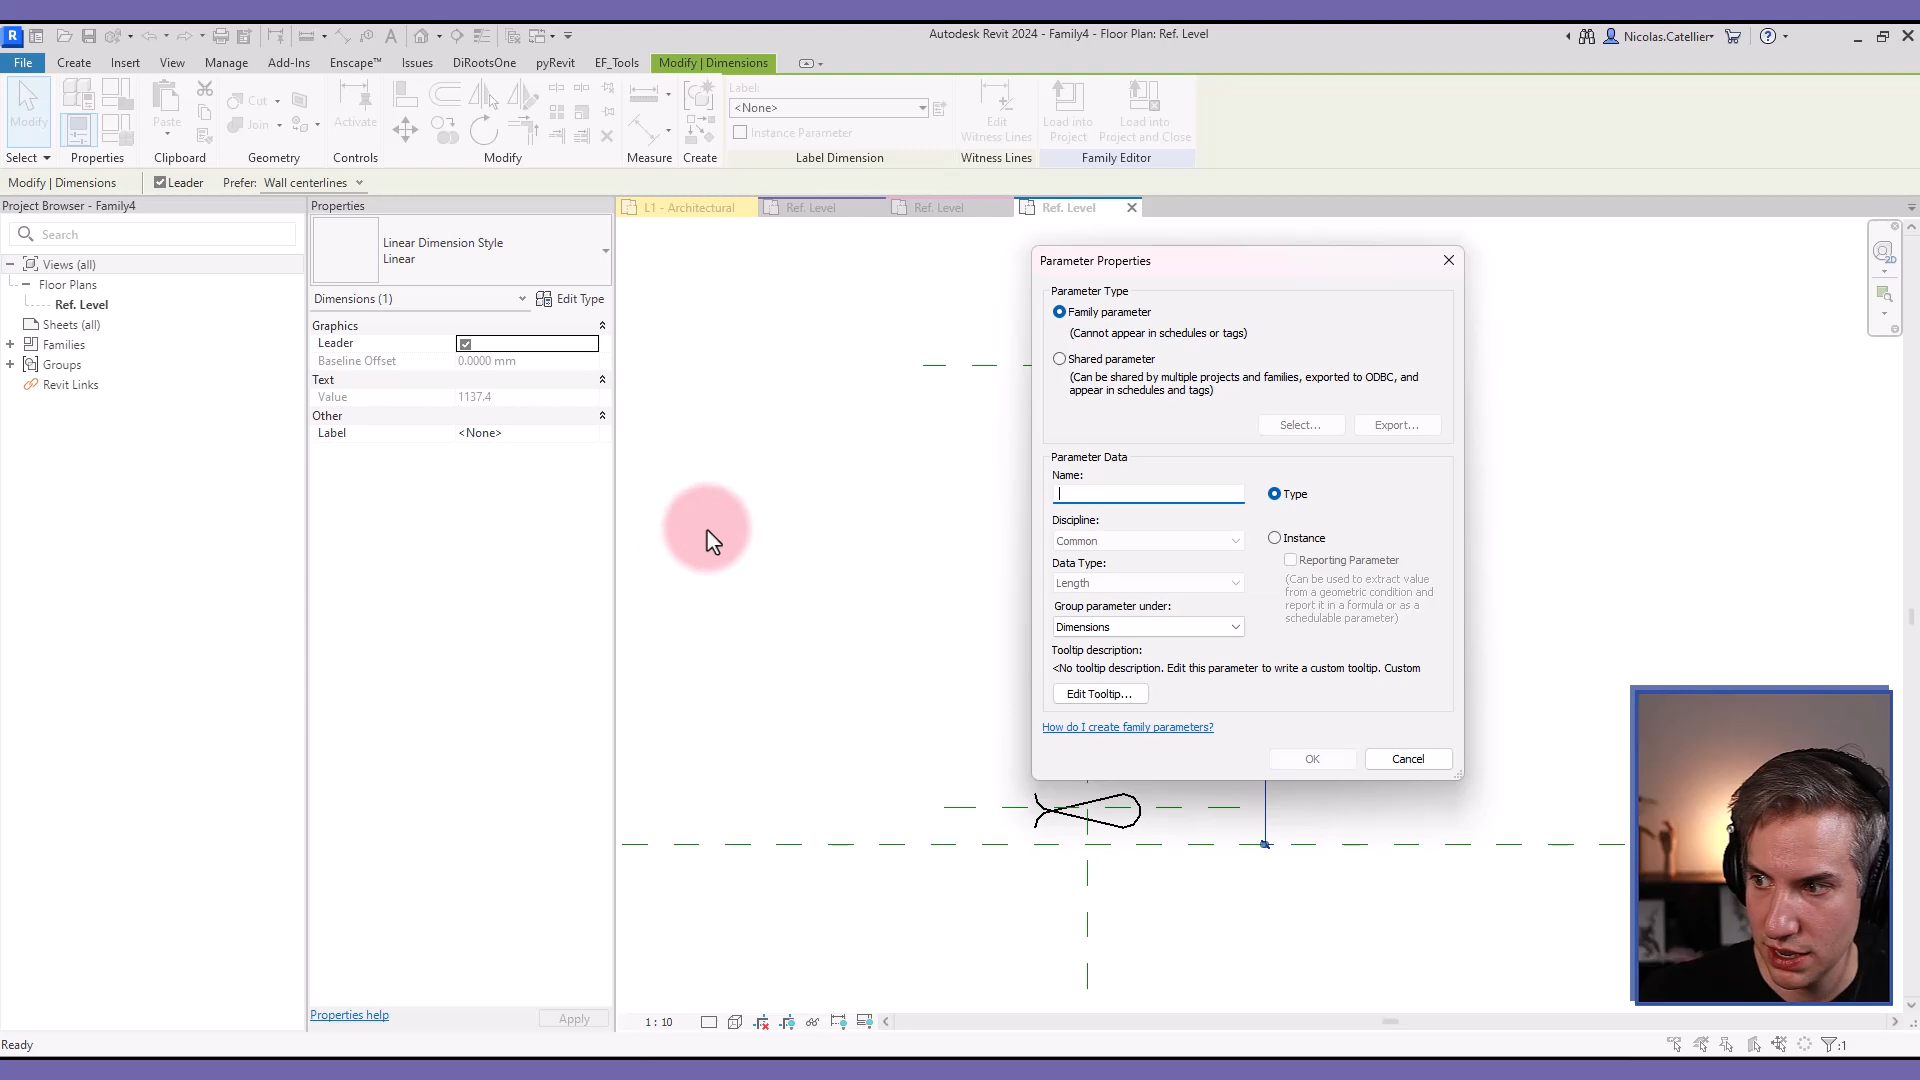 Autodesk Revit 2024 - Family4 - Floor Plan: Ref. Level
Nicolas.Catellier
File
Create
Insert
View
Manage
Add-Ins
Enscape™
Issues
DiRootsOne
pyRevit
EF_Tools
Modify | Dimensions
Modify
Paste
Cut
Join
Activate
Label:
<None>
Instance Parameter
Edit
Witness Lines
Load into
Project
Load into
Project and Close
Select
Properties
Clipboard
Geometry
Controls
Modify
Measure
Create
Label Dimension
Witness Lines
Family Editor
Modify | Dimensions
Leader
Prefer:
Wall centerlines
Project Browser - Family4
Search
Views (all)
Floor Plans
Ref. Level
Sheets (all)
Families
Groups
Revit Links
Properties
Linear Dimension Style
Linear
Dimensions (1)
Edit Type
Graphics
Leader
Baseline Offset 0.0000 mm
Text
Value 1137.4
Other
Label <None>
Properties help
Apply
L1 - Architectural
Ref. Level
Ref. Level
Ref. Level
Parameter Properties
Parameter Type
Family parameter
(Cannot appear in schedules or tags)
Shared parameter
(Can be shared by multiple projects and families, exported to ODBC, and
appear in schedules and tags)
Select...
Export...
Parameter Data
Name:
Type
Discipline:
Common
Instance
Data Type:
Reporting Parameter
Length
(Can be used to extract value
from a geometric condition and
report it in a formula or as a
schedulable parameter)
Group parameter under:
Dimensions
Tooltip description:
<No tooltip description. Edit this parameter to write a custom tooltip. Custom
Edit Tooltip...
How do I create family parameters?
OK
Cancel
2D
1 : 10
Ready
:1